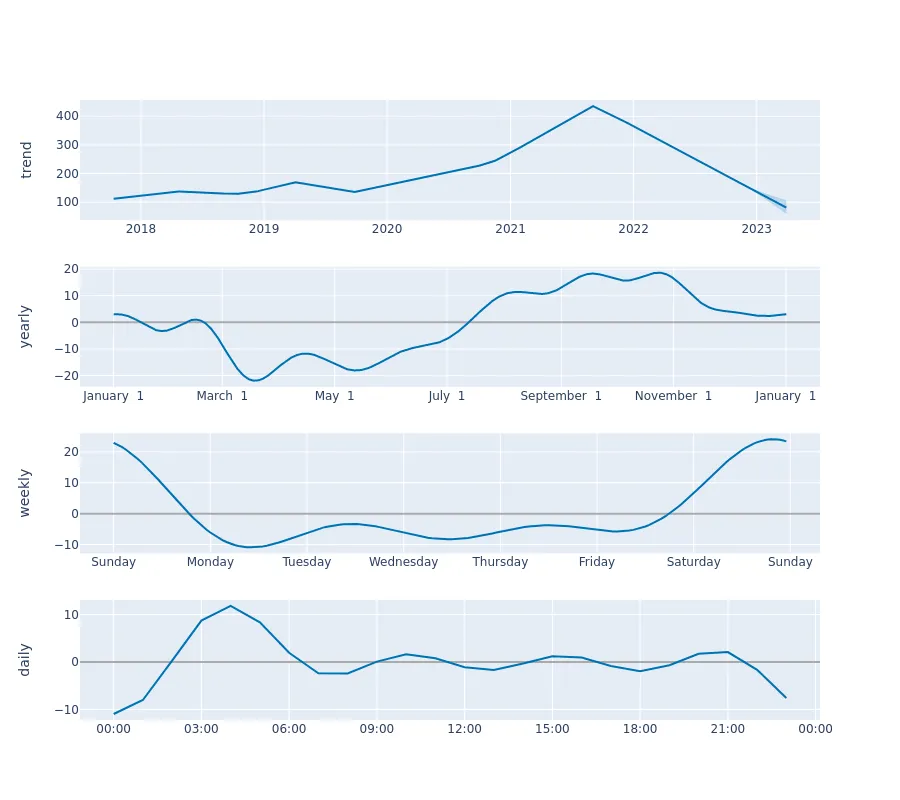 trend
400
300
200
100
2018 2019 2020 2021 2022 2023
yearly
20
10
0
−10
−20
January 1 March 1 May 1 July 1 September 1 November 1 January 1
weekly
20
10
0
−10
Sunday Monday Tuesday Wednesday Thursday Friday Saturday Sunday
daily
10
0
−10
00:00 03:00 06:00 09:00 12:00 15:00 18:00 21:00 00:00